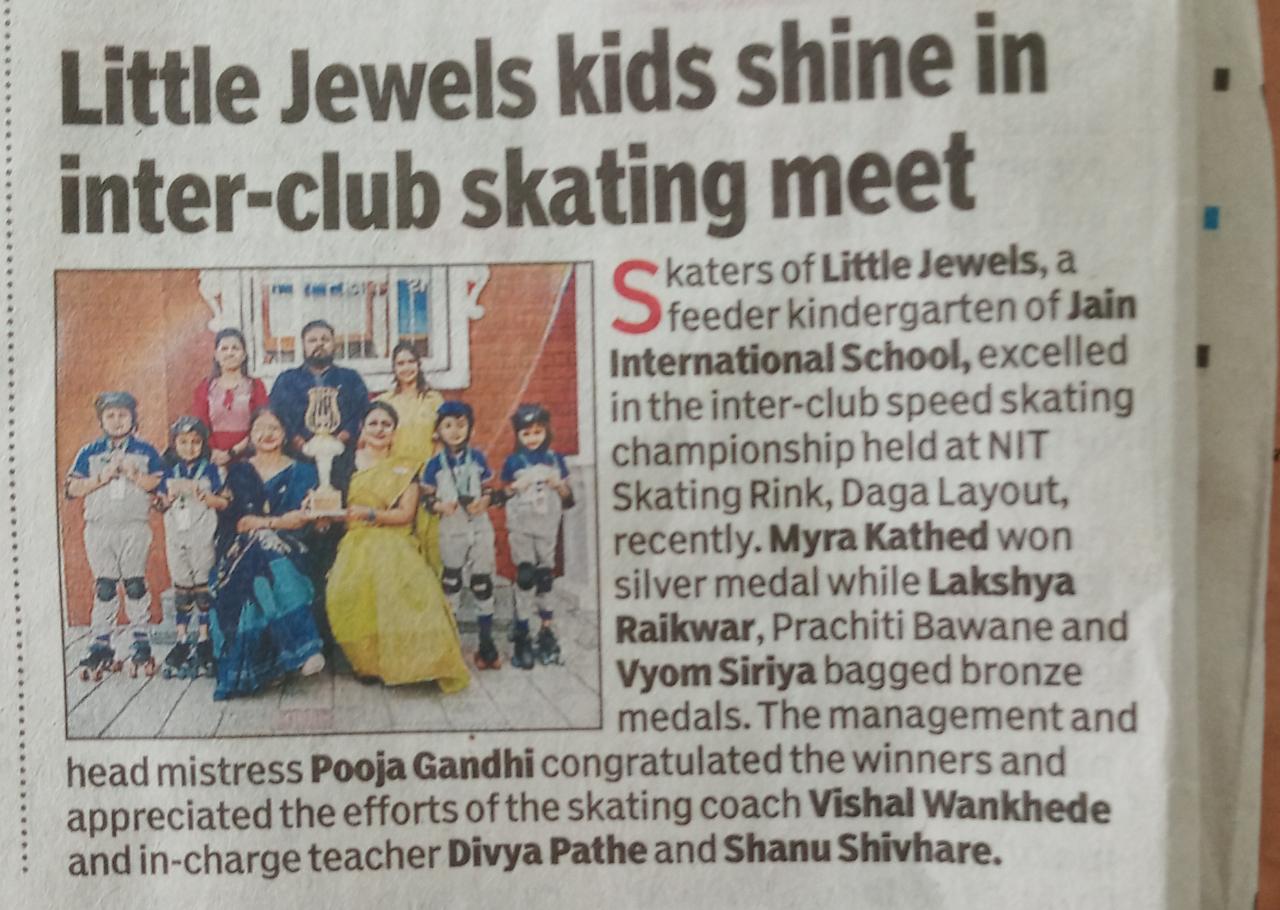 Little Jewels kids shine in
inter-club skating meet
Skaters of Little Jewels, a
feeder kindergarten of Jain
International School, excelled
in the inter-club speed skating
championship held at NIT
Skating Rink, Daga Layout,
recently. Myra Kathed won
silver medal while Lakshya
Raikwar, Prachiti Bawane and
Vyom Siriya bagged bronze
medals. The management and
head mistress Pooja Gandhi congratulated the winners and
appreciated the efforts of the skating coach Vishal Wankhede
and in-charge teacher Divya Pathe and Shanu Shivhare.